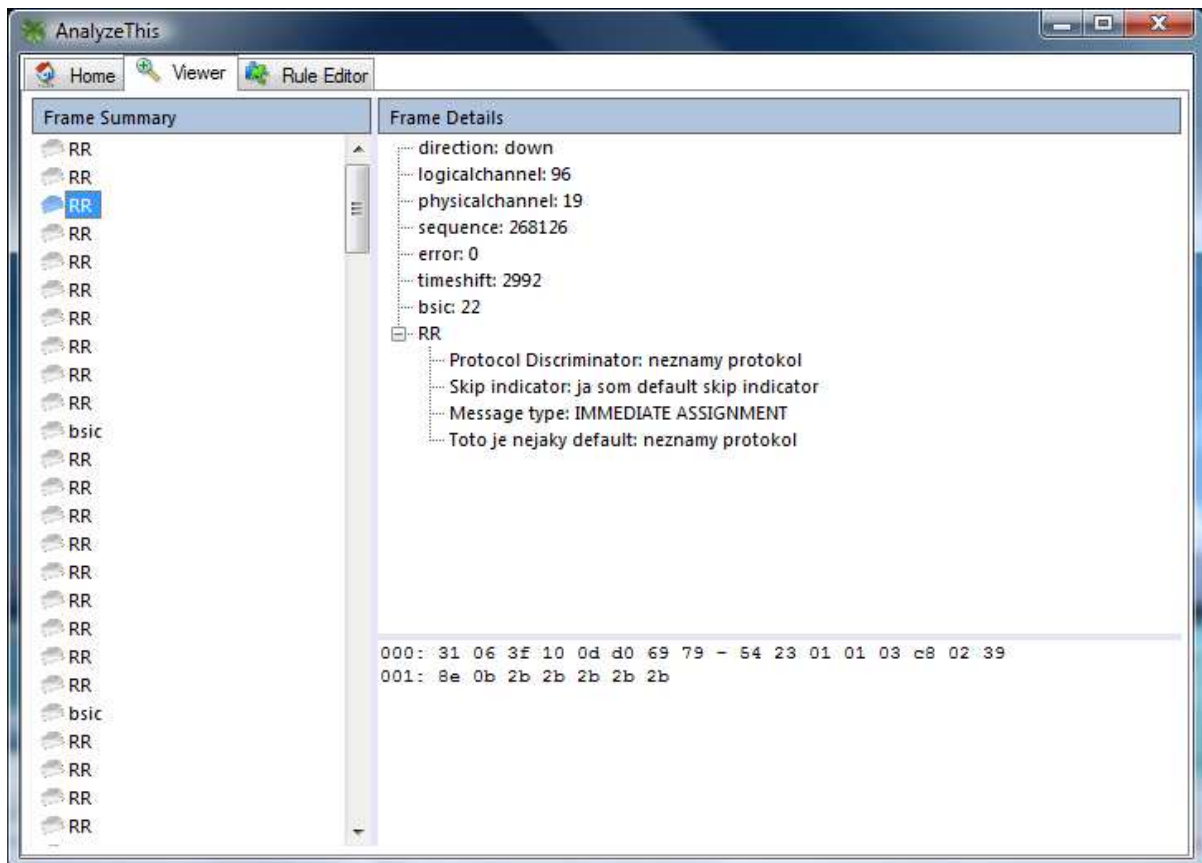 AnalyzeThis
Home Viewer Rule Editor
Frame Summary
RR
RR
RR
RR
RR
RR
RR
RR
RR
RR
bsic
RR
RR
RR
RR
RR
RR
RR
RR
RR
bsic
RR
RR
RR
RR
Frame Details
direction: down
logicalchannel: 96
physicalchannel: 19
sequence: 268126
error: 0
timeshift: 2992
bsic: 22
RR
Protocol Discriminator: neznamy protokol
Skip indicator: ja som default skip indicator
Message type: IMMEDIATE ASSIGNMENT
Toto je nejaky default: neznamy protokol
000: 31 06 3f 10 0d d0 69 79 - 54 23 01 01 03 c8 02 39
001: 8e 0b 2b 2b 2b 2b 2b